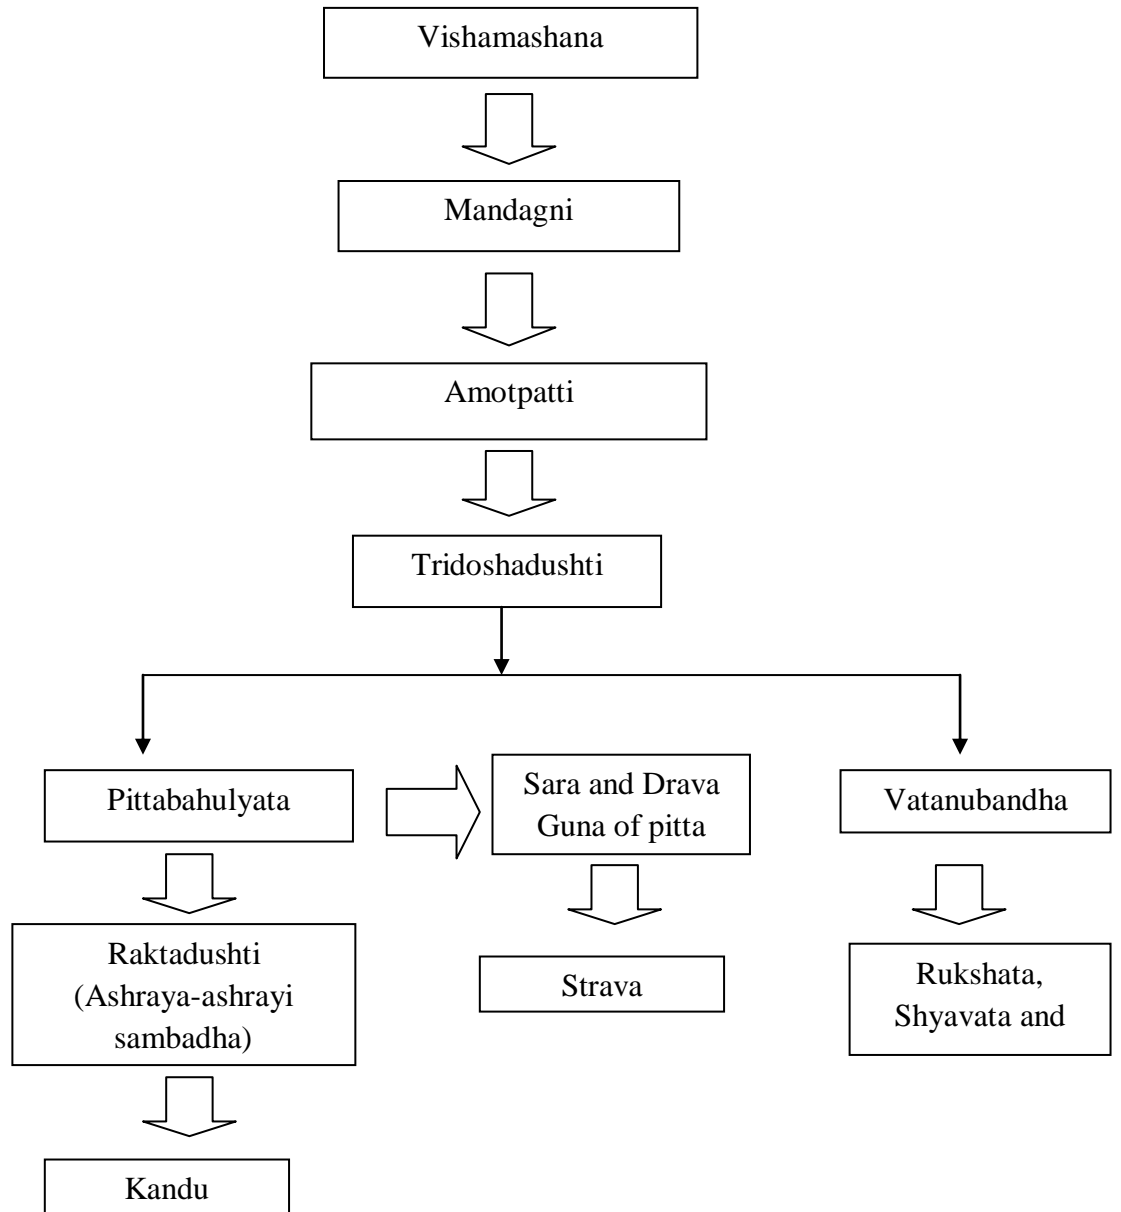 Vishamashana
Mandagni
Amotpatti
Tridoshadushti
Pittabahulyata
Sara and Drava
Guna of pitta
Vatanubandha
Raktadushti
(Ashraya-ashrayi
sambadha)
Strava
Rukshata,
Shyavata and
Kandu